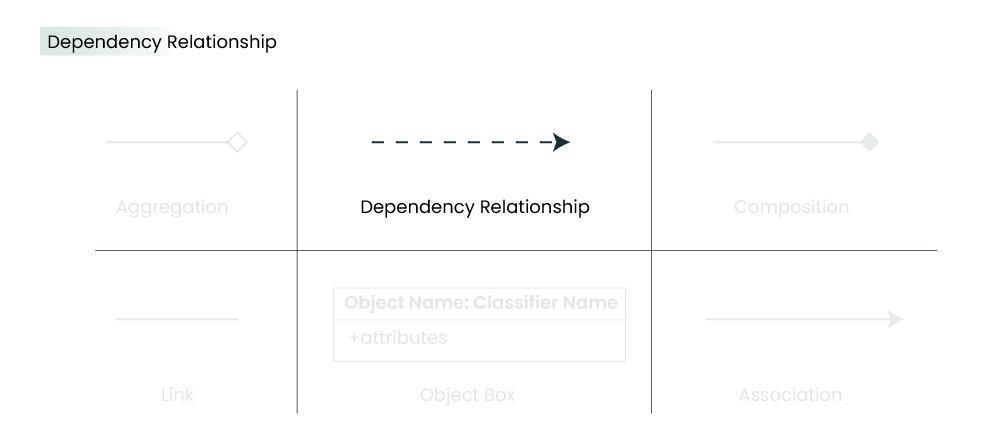 Dependency Relationship
Aggregation
Dependency Relationship
Composition
Object Name: Classifier Name
+attributes
Link
Object Box
Association